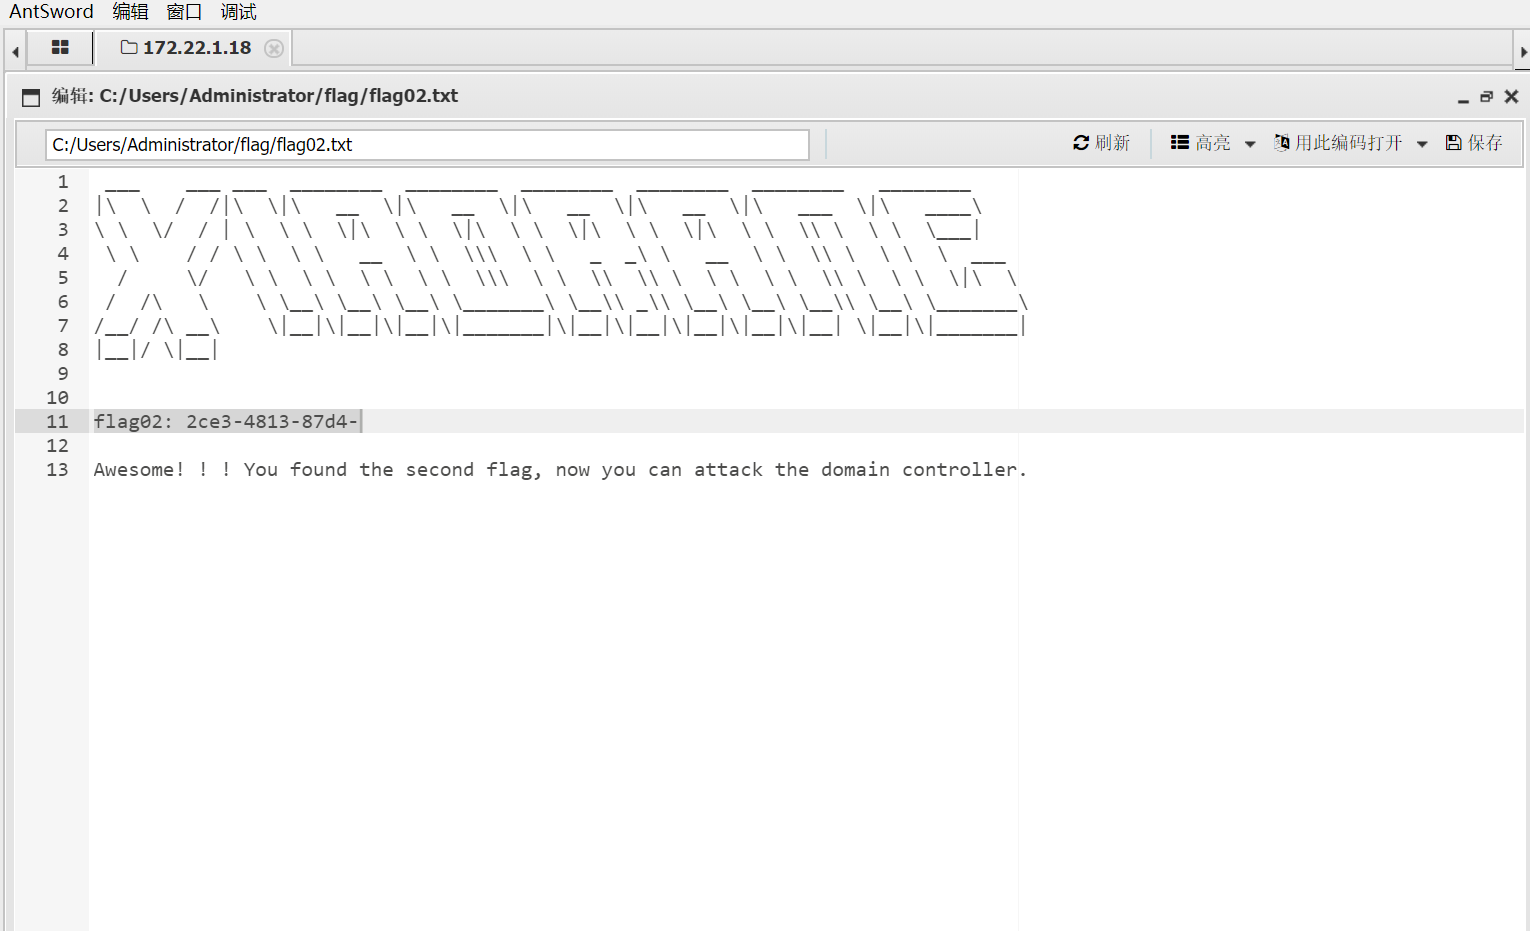 AntSword 编辑 窗口 调试
172.22.1.18
编辑: C:/Users/Administrator/flag/flag02.txt
C:/Users/Administrator/flag/flag02.txt 刷新 高亮 用此编码打开 保存
1
2
3
4
5
6
7
8
9
10
11 flag02: 2ce3-4813-87d4-
12
13 Awesome! ! ! You found the second flag, now you can attack the domain controller.